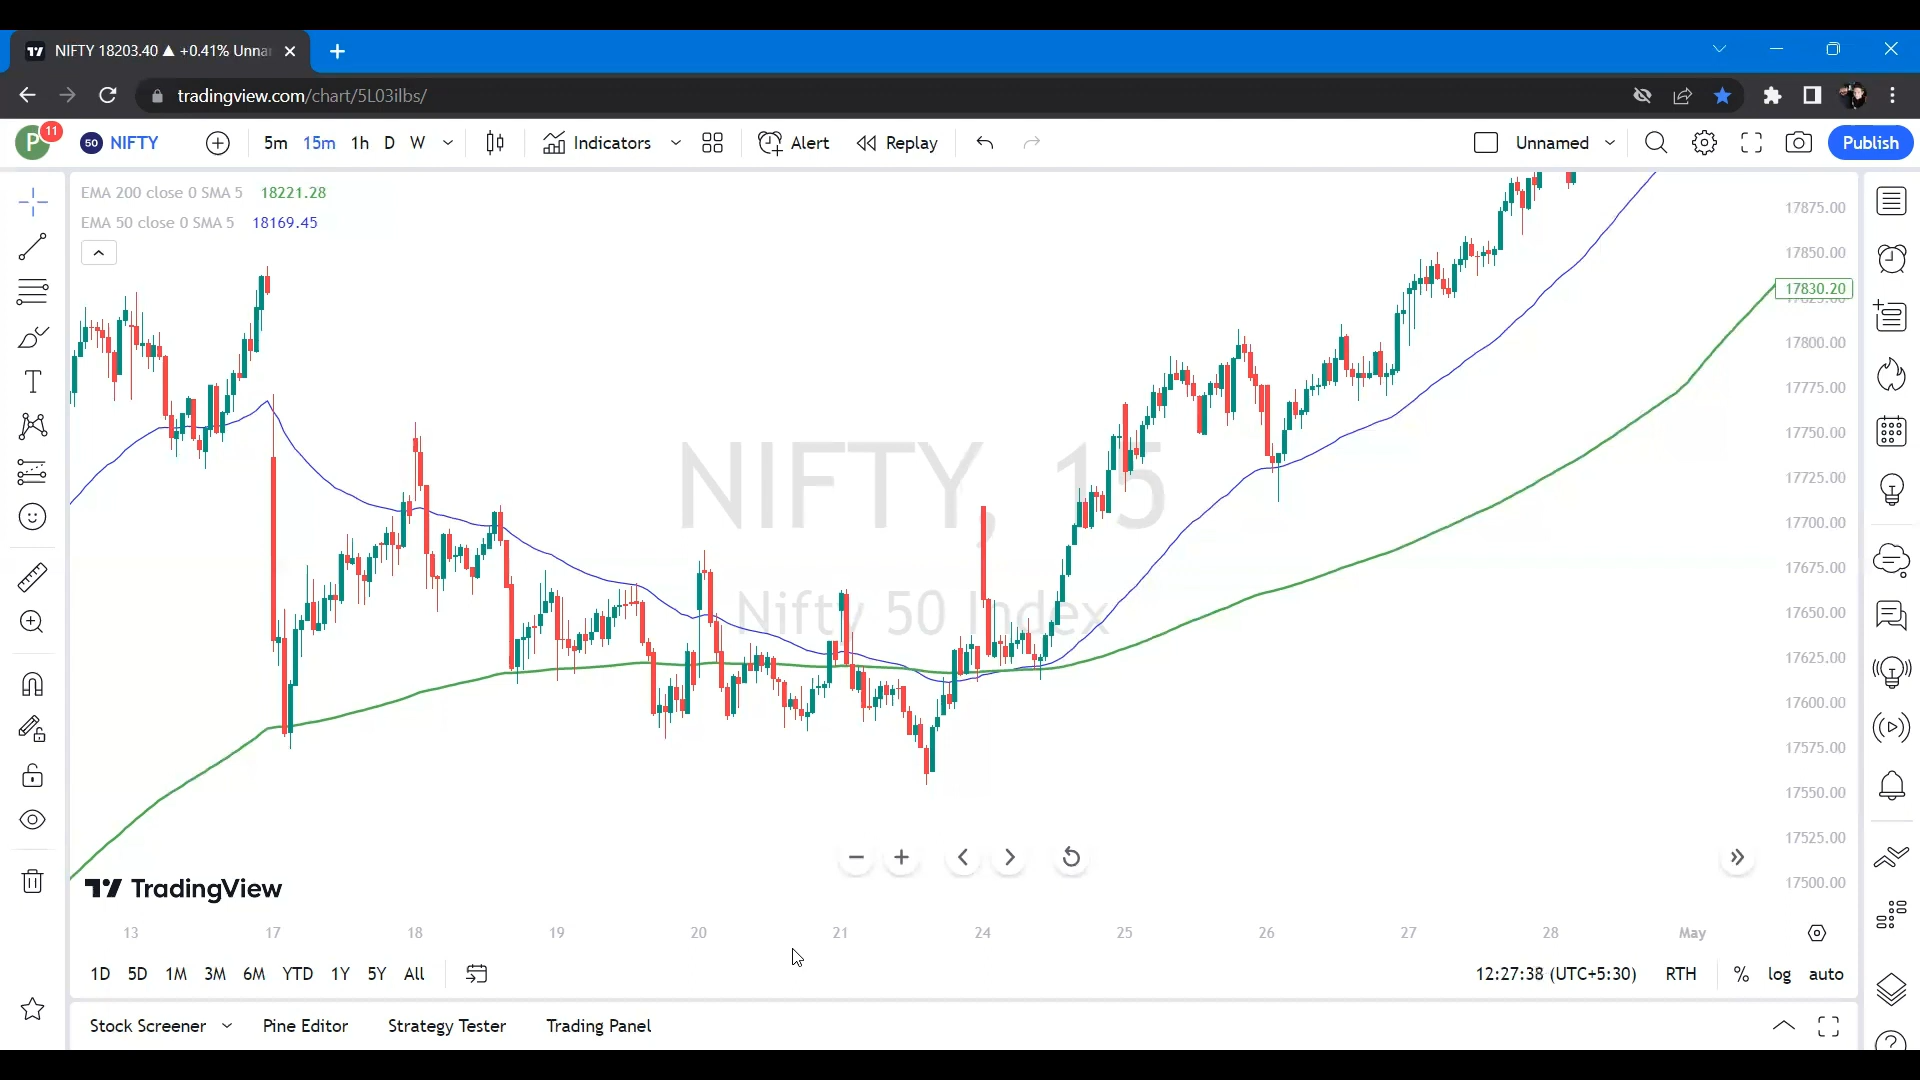 NIFTY 18203.40 ▲ +0.41% Unna
tradingview.com/chart/5L03ilbs/
P 11 50 NIFTY 5m 15m 1h D W Indicators Alert Replay Unnamed Publish
EMA 200 close 0 SMA 5 18221.28
EMA 50 close 0 SMA 5 18169.45
NIFTY, 15
Nifty 50 Index
17875.00
17850.00
17830.20
17800.00
17775.00
17750.00
17725.00
17700.00
17675.00
17650.00
17625.00
17600.00
17575.00
17550.00
17525.00
17500.00
TradingView
13 17 18 19 20 21 24 25 26 27 28 May
1D 5D 1M 3M 6M YTD 1Y 5Y All 12:27:38 (UTC+5:30) RTH % log auto
Stock Screener Pine Editor Strategy Tester Trading Panel